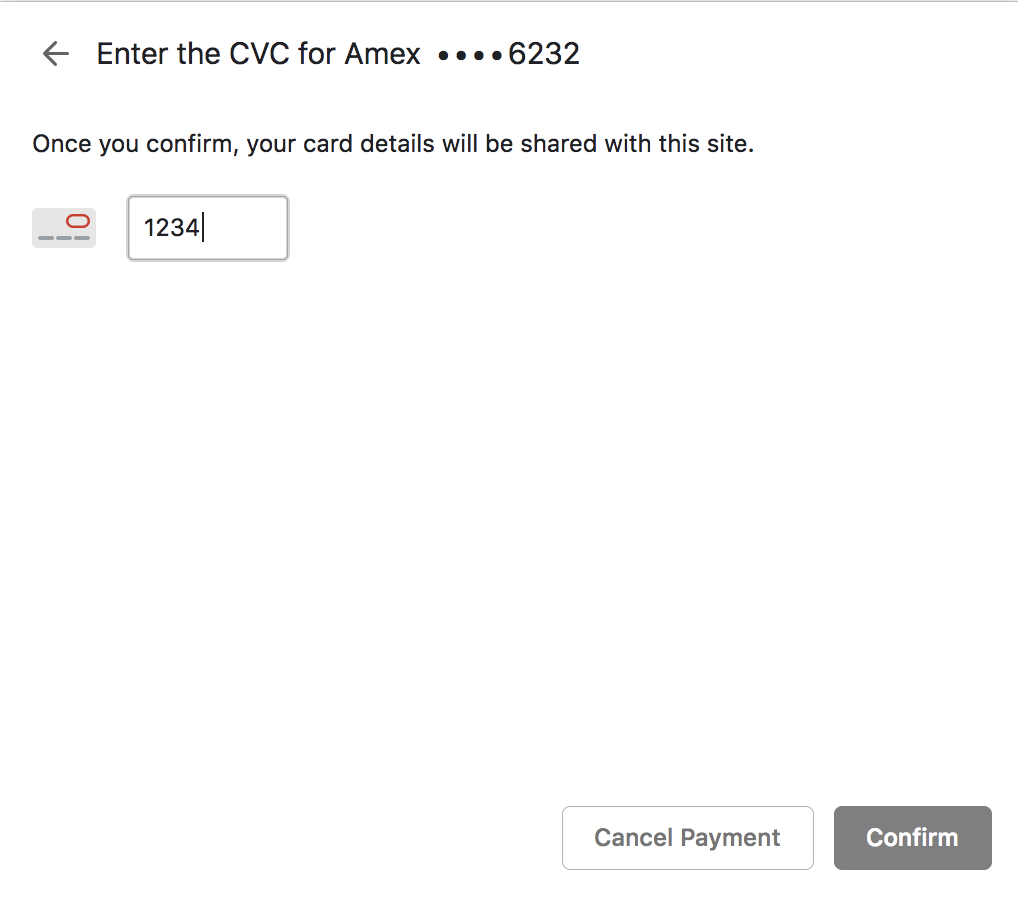 Enter the CVC for Amex ••••6232
Once you confirm, your card details will be shared with this site.
1234
Cancel Payment
Confirm